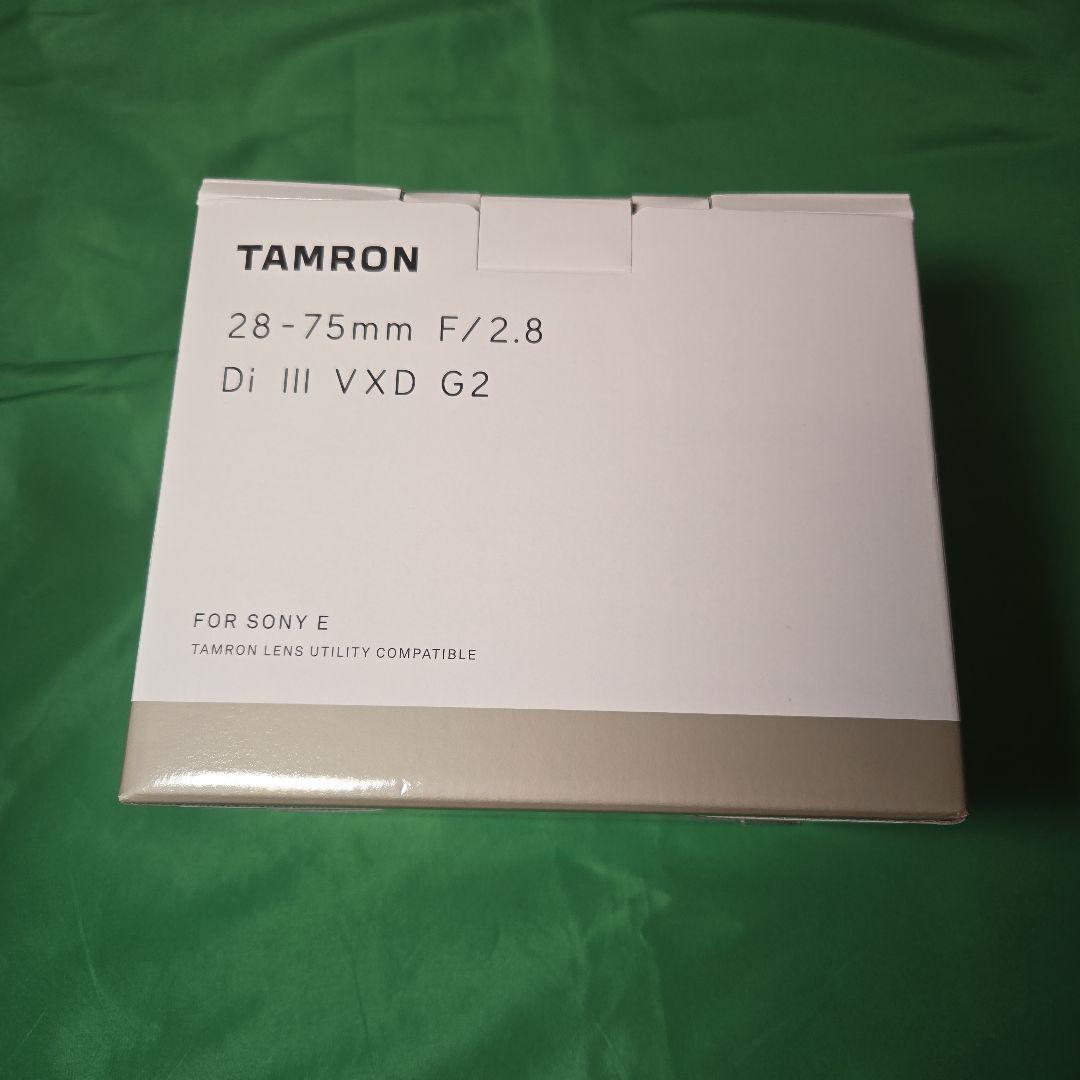 TAMRON
28-75mm F/2.8
Di III VXD G2
FOR SONY E
TAMRON LENS UTILITY COMPATIBLE